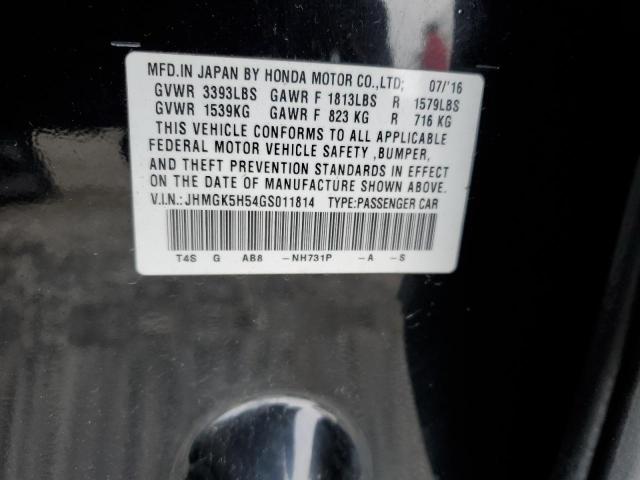 MFD.IN JAPAN BY HONDA MOTOR CO.,LTD; 07/'16
GVWR 3393LBS GAWR F 1813LBS R 1579LBS
GVWR 1539KG GAWR F 823 KG R 716 KG
THIS VEHICLE CONFORMS TO ALL APPLICABLE
FEDERAL MOTOR VEHICLE SAFETY ,BUMPER,
AND THEFT PREVENTION STANDARDS IN EFFECT
ON THE DATE OF MANUFACTURE SHOWN ABOVE.
V.I.N.:JHMGK5H54GS011814 TYPE:PASSENGER CAR
T4S G AB8 -NH731P -A -S